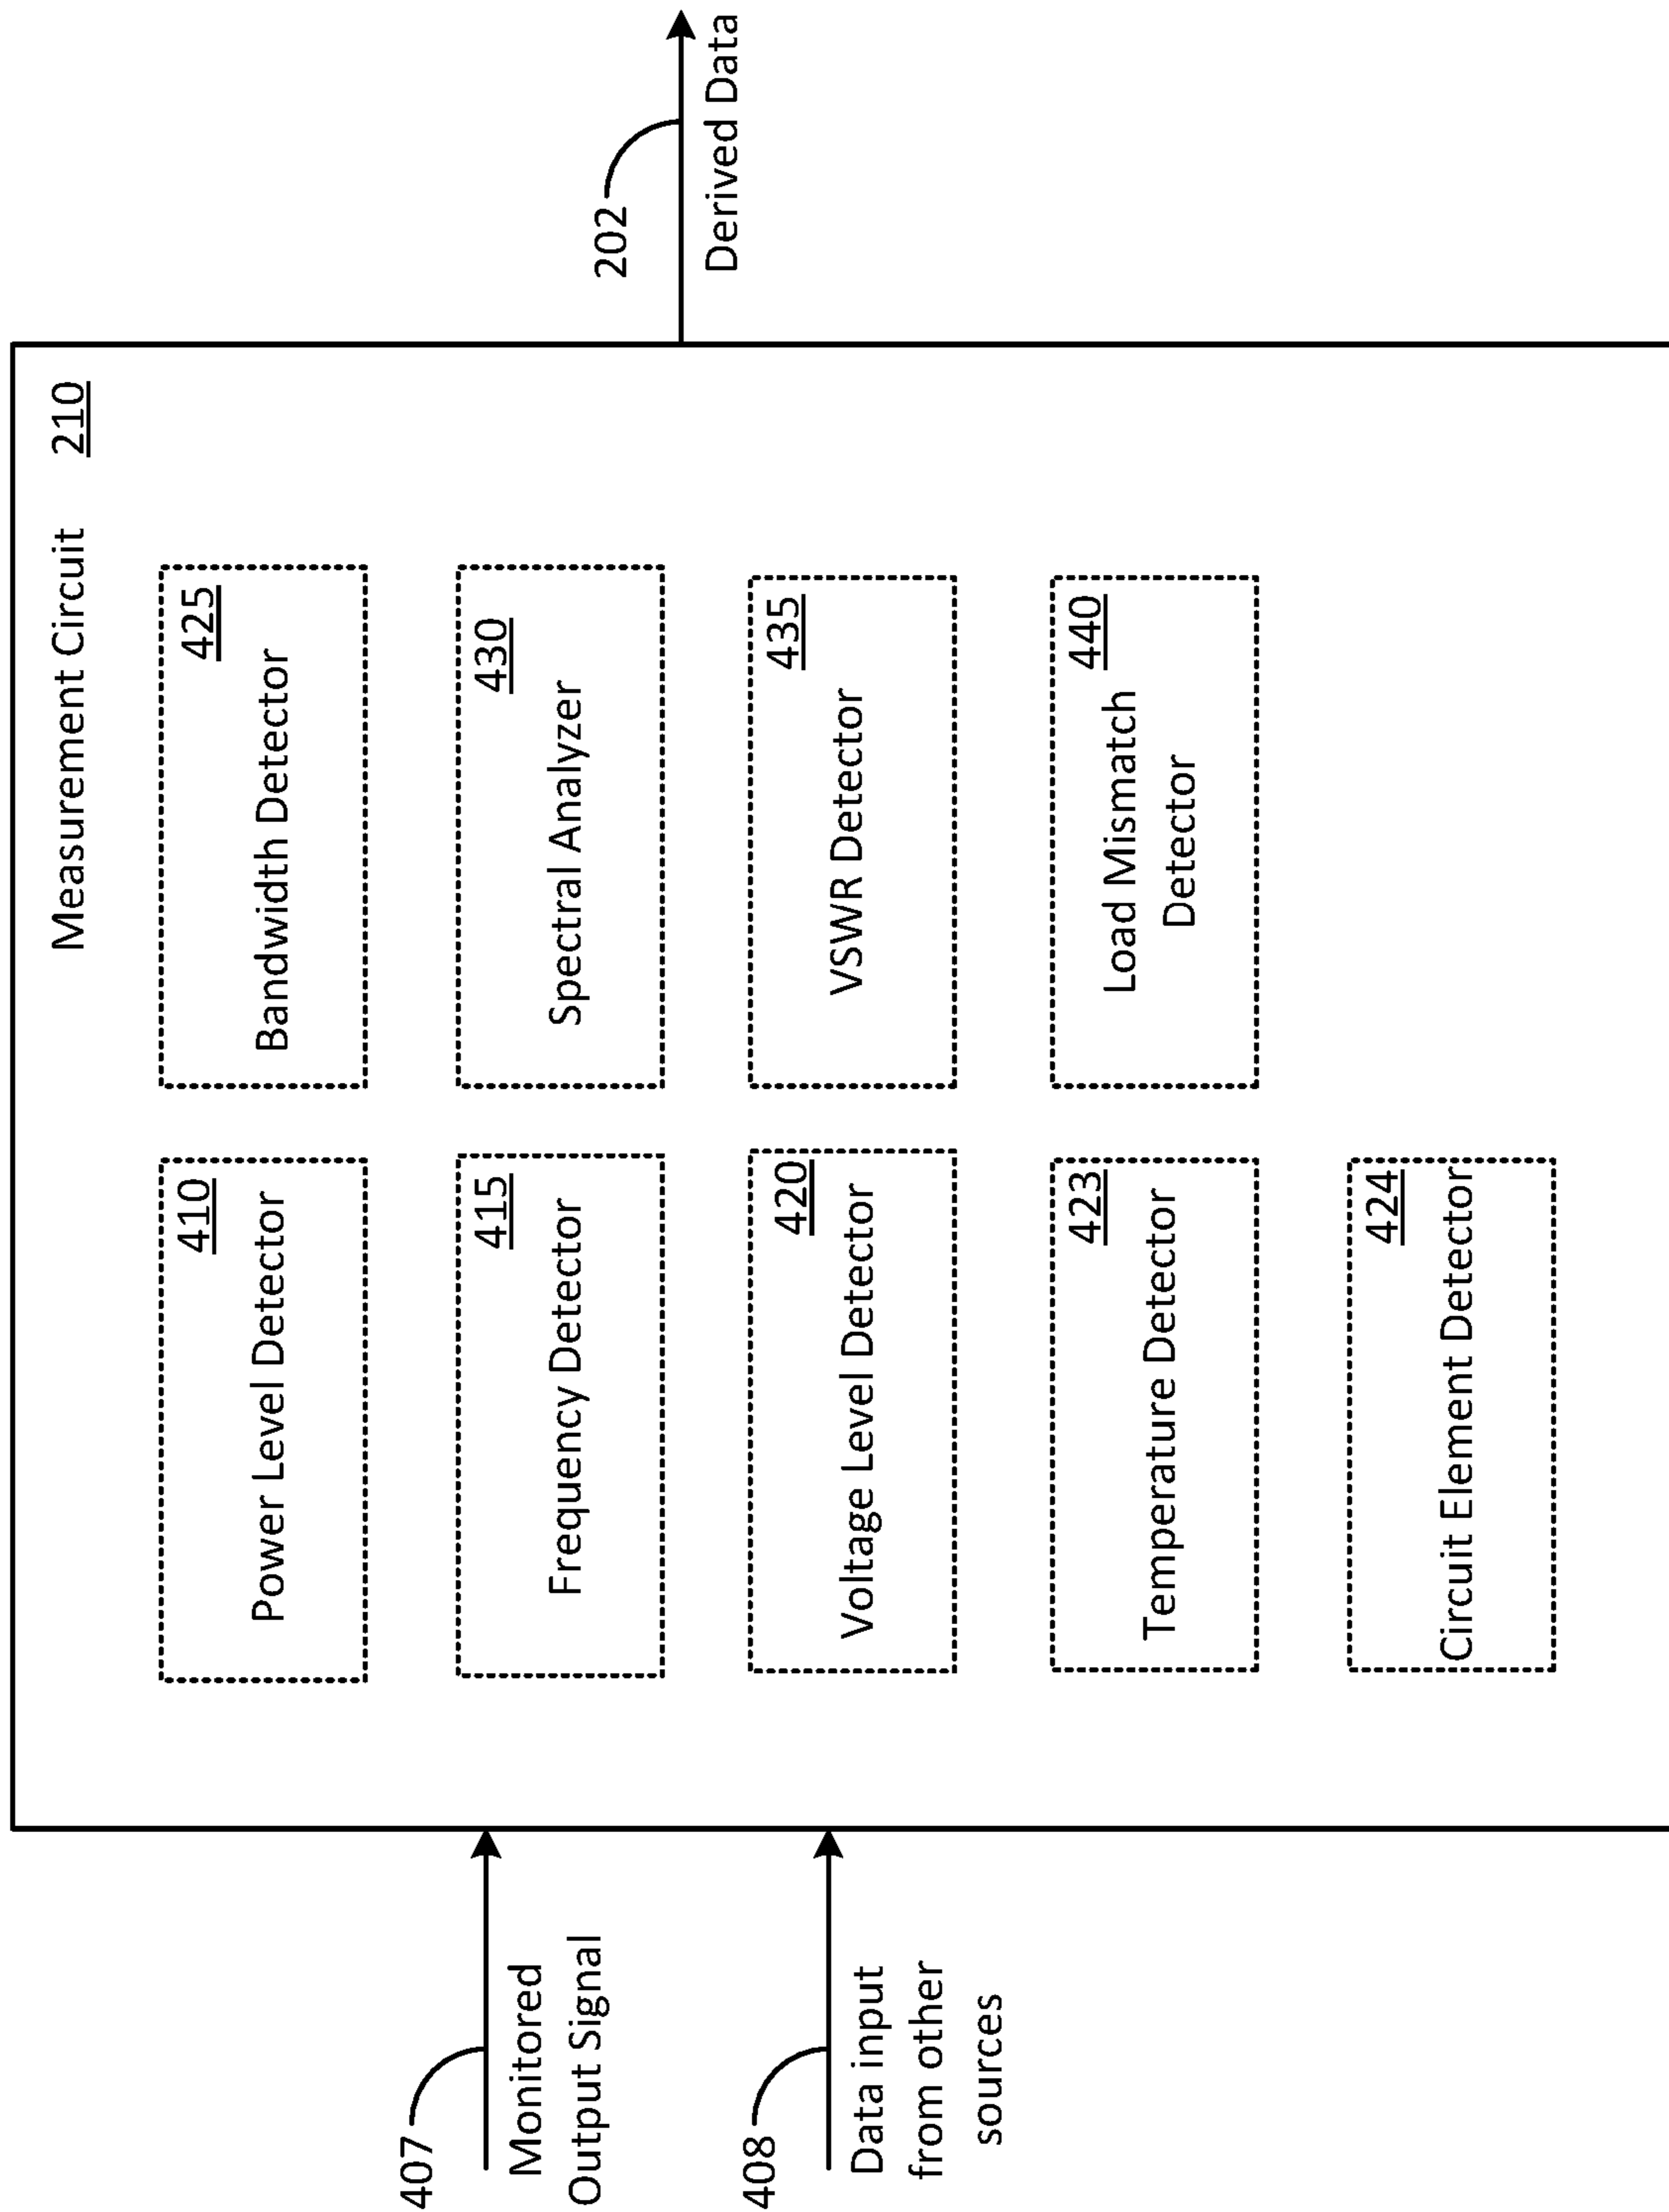 Measurement Circuit 210
407
Monitored
Output Signal
408
Data input
from other
sources
410
Power Level Detector
415
Frequency Detector
420
Voltage Level Detector
423
Temperature Detector
424
Circuit Element Detector
425
Bandwidth Detector
430
Spectral Analyzer
435
VSWR Detector
440
Load Mismatch
Detector
202
Derived Data